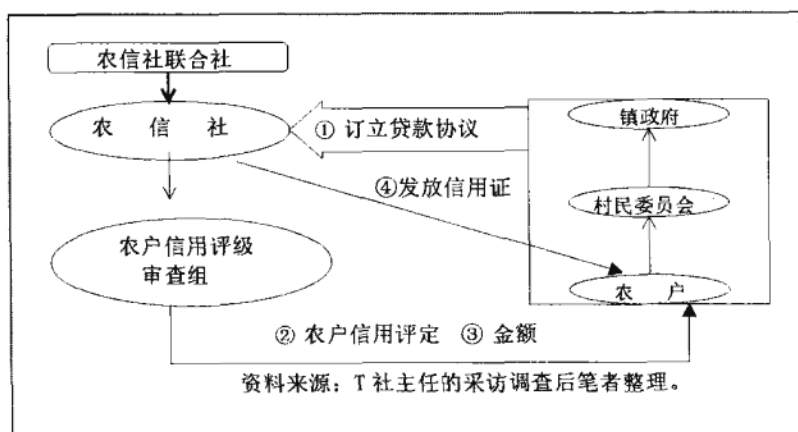 农信社联合社
农 信 社
① 订立贷款协议
镇政府
④发放信用证
村民委员会
农户信用评级
审查组
农 户
② 农户信用评定 ③ 金额
资料来源：T 社主任的采访调查后笔者整理。